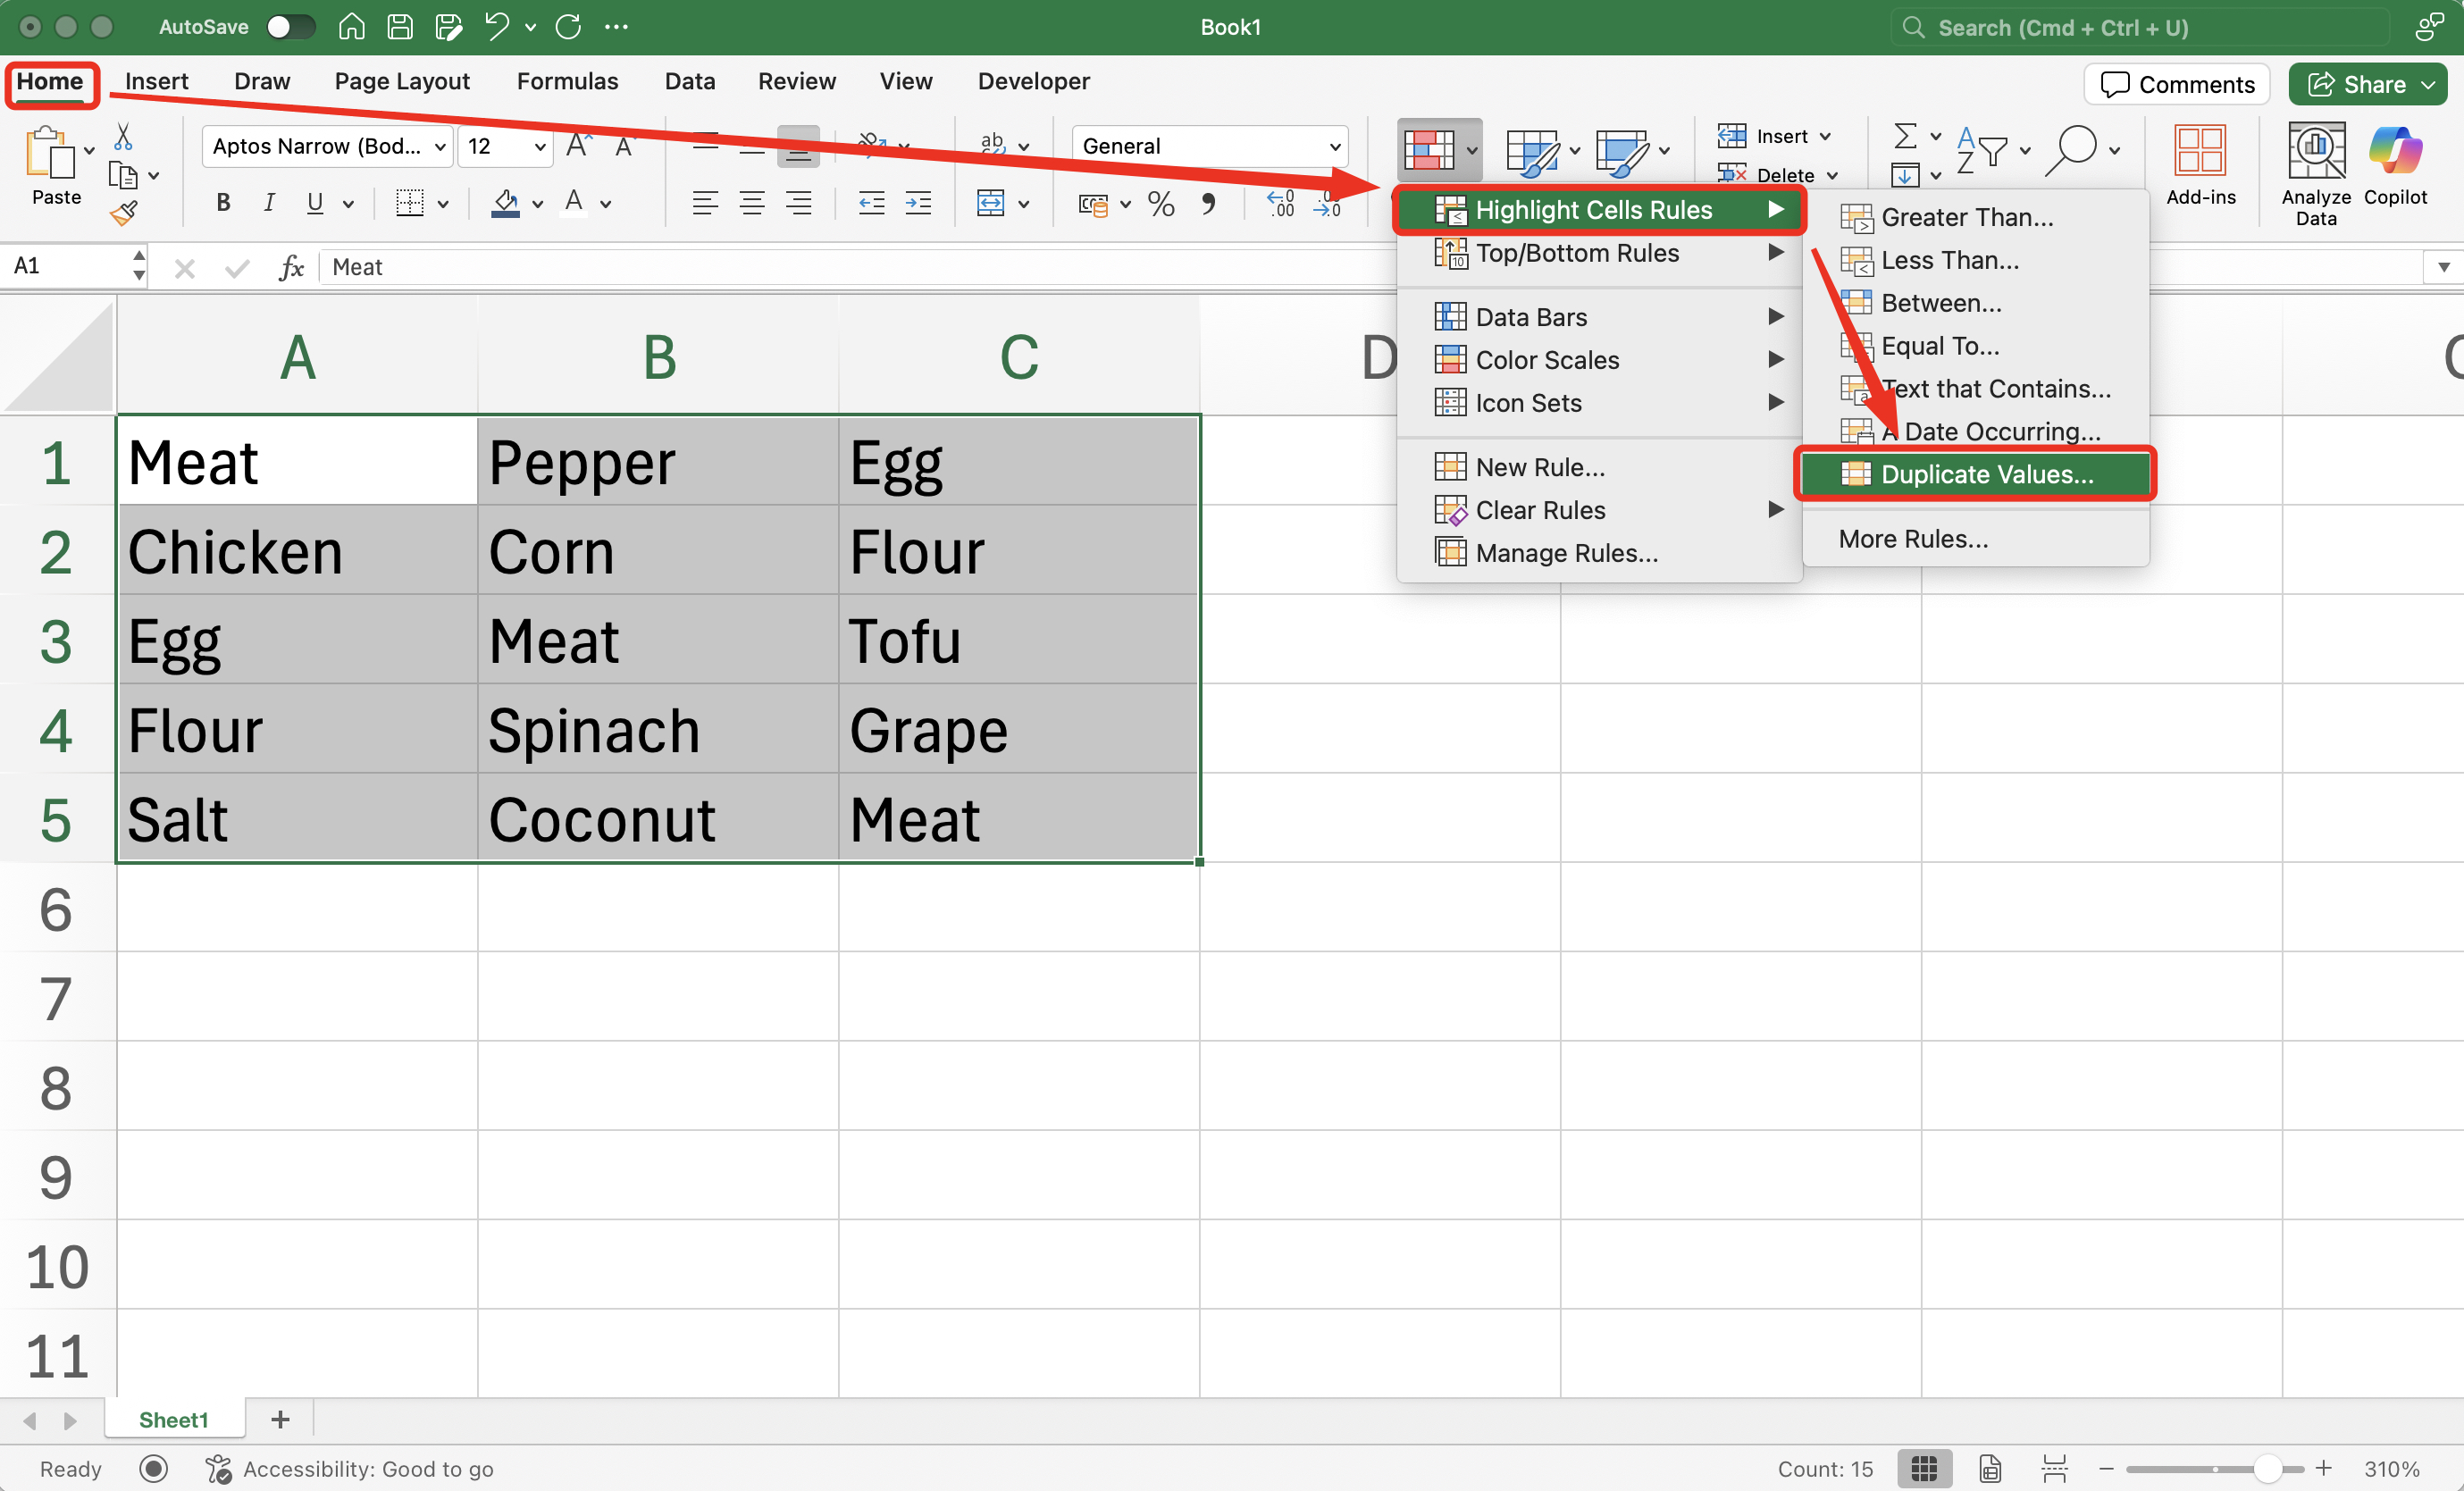 AutoSave
Book1
Search (Cmd + Ctrl + U)
Home Insert Draw Page Layout Formulas Data Review View Developer
Comments Share
Paste
Aptos Narrow (Bod... 12
General
Insert
Delete
B I U
Add-ins
Analyze Data
Copilot
A1 fx Meat
Highlight Cells Rules
Top/Bottom Rules
Data Bars
Color Scales
Icon Sets
New Rule...
Clear Rules
Manage Rules...
Greater Than...
Less Than...
Between...
Equal To...
Text that Contains...
A Date Occurring...
Duplicate Values...
More Rules...
A B C D
1 Meat Pepper Egg
2 Chicken Corn Flour
3 Egg Meat Tofu
4 Flour Spinach Grape
5 Salt Coconut Meat
6
7
8
9
10
11
Sheet1 +
Ready Accessibility: Good to go
Count: 15 310%